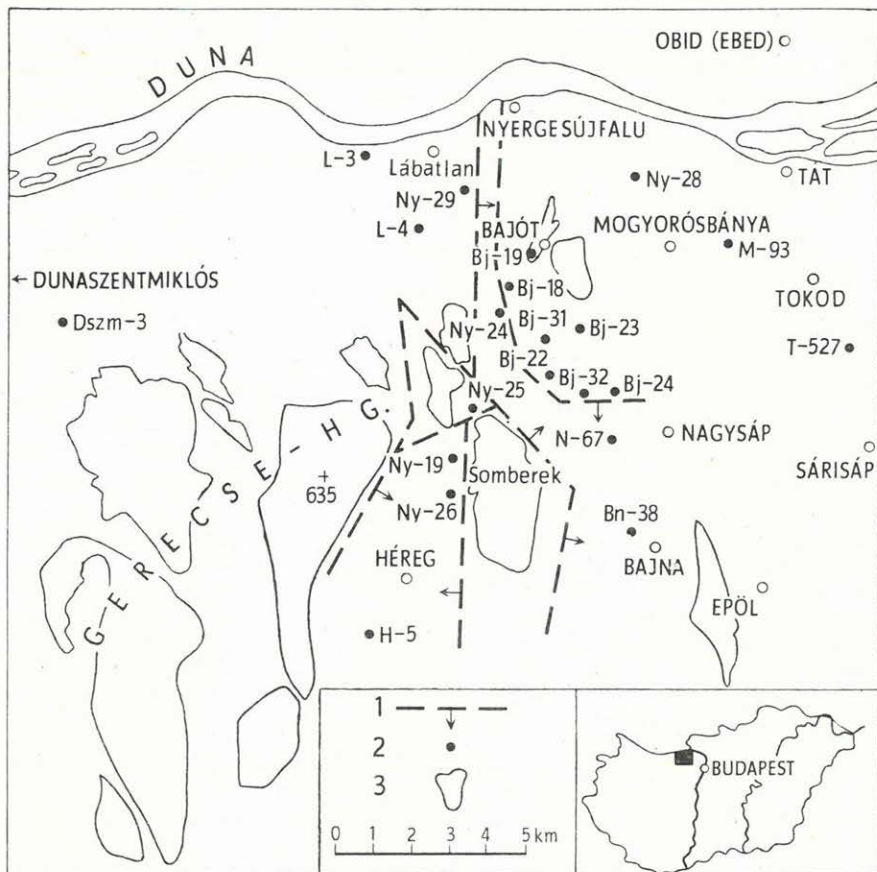 OBID (EBED)
DUNA
NYERGESÚJFALU
L-3
Lábatlan
Ny-29
Ny-28
TÁT
L-4
BAJÓT
MOGYORÓSBÁNYA
Bj-19
M-93
← DUNASZENTMIKLÓS
Bj-18
TOKOD
Dszm-3
Ny-24
Bj-31
Bj-23
T-527
Bj-22
Bj-32
Bj-24
Ny-25
GERECSE-HG.
N-67
NAGYSÁP
SÁRISÁP
Ny-19
Somberek
+
635
Ny-26
Bn-38
HÉREG
BAJNA
EPÖL
H-5
1
2
3
0 1 2 3 4 5 km
BUDAPEST